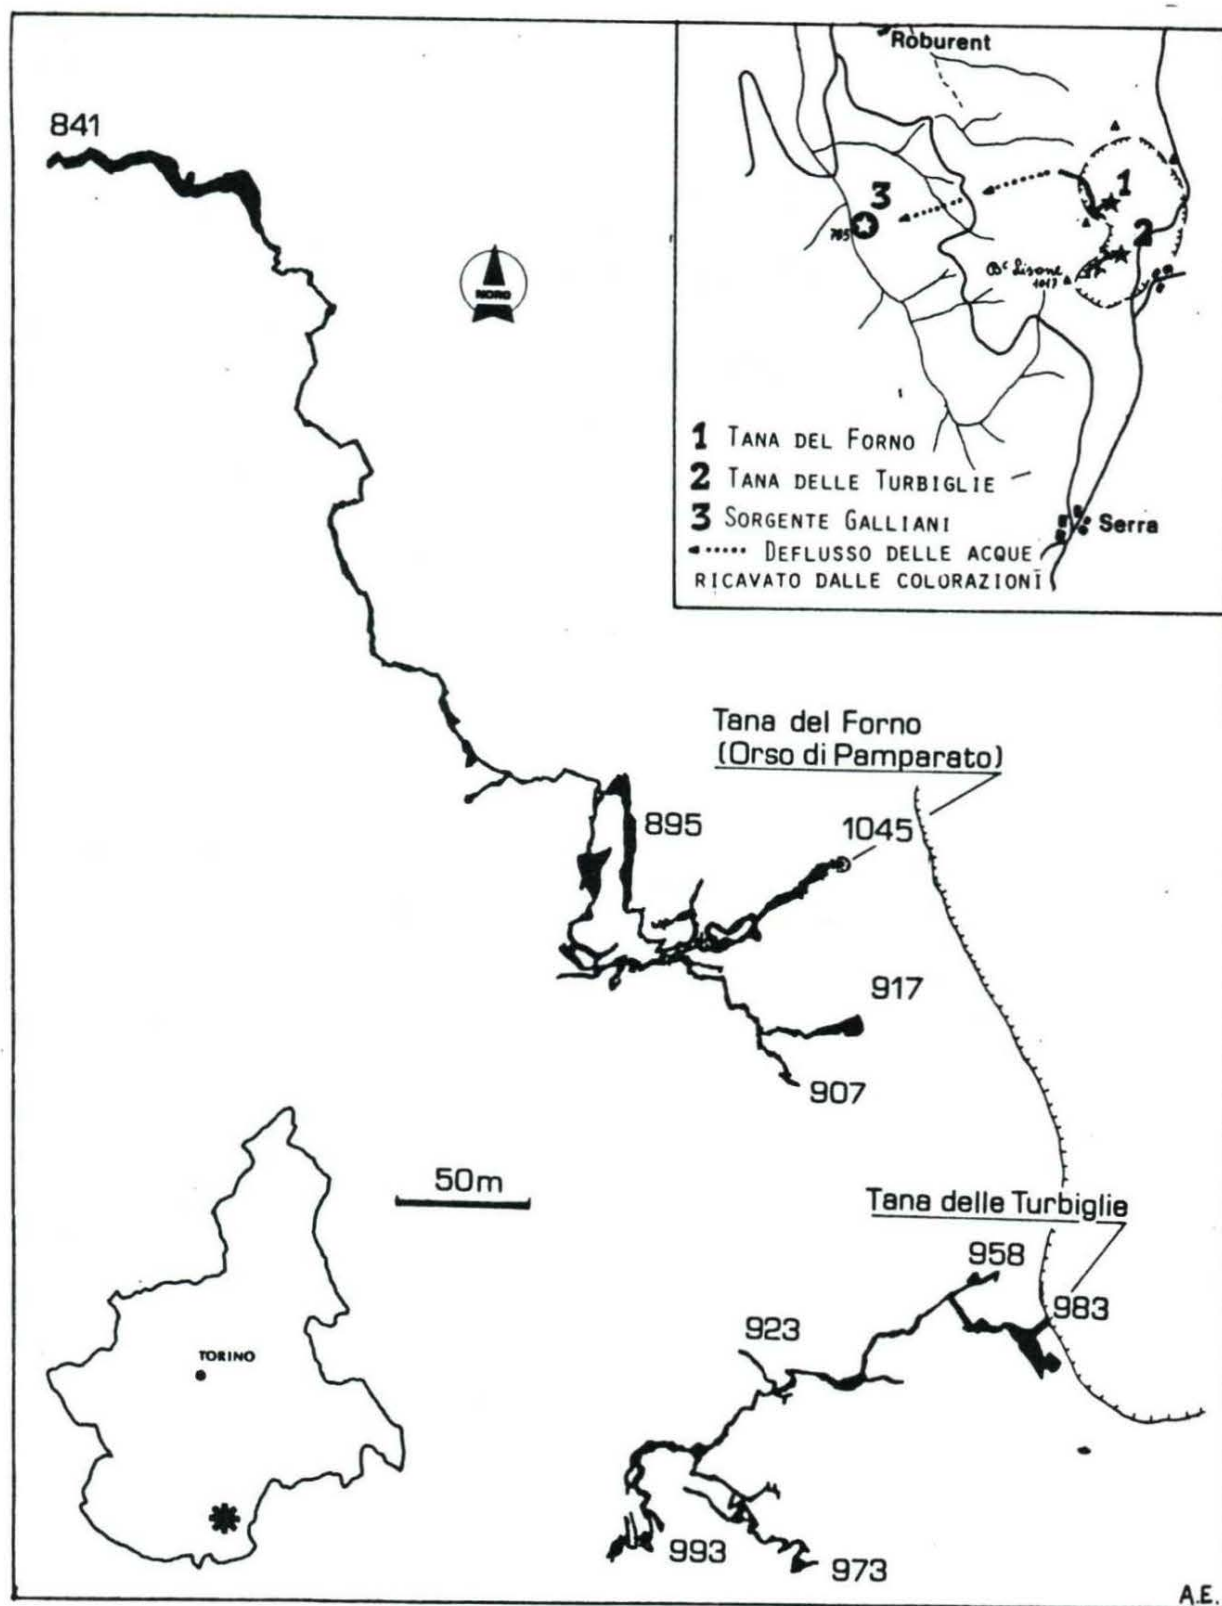 841
Roburent
1
3
2
785
Bc Lisone
1017
NORD
1 TANA DEL FORNO
2 TANA DELLE TURBIGLIE
3 SORGENTE GALLIANI
DEFLUSSO DELLE ACQUE
RICAVATO DALLE COLORAZIONI
Serra
Tana del Forno
(Orso di Pamparato)
895
1045
917
907
50m
Tana delle Turbiglie
958
983
923
TORINO
993
973
A.E.